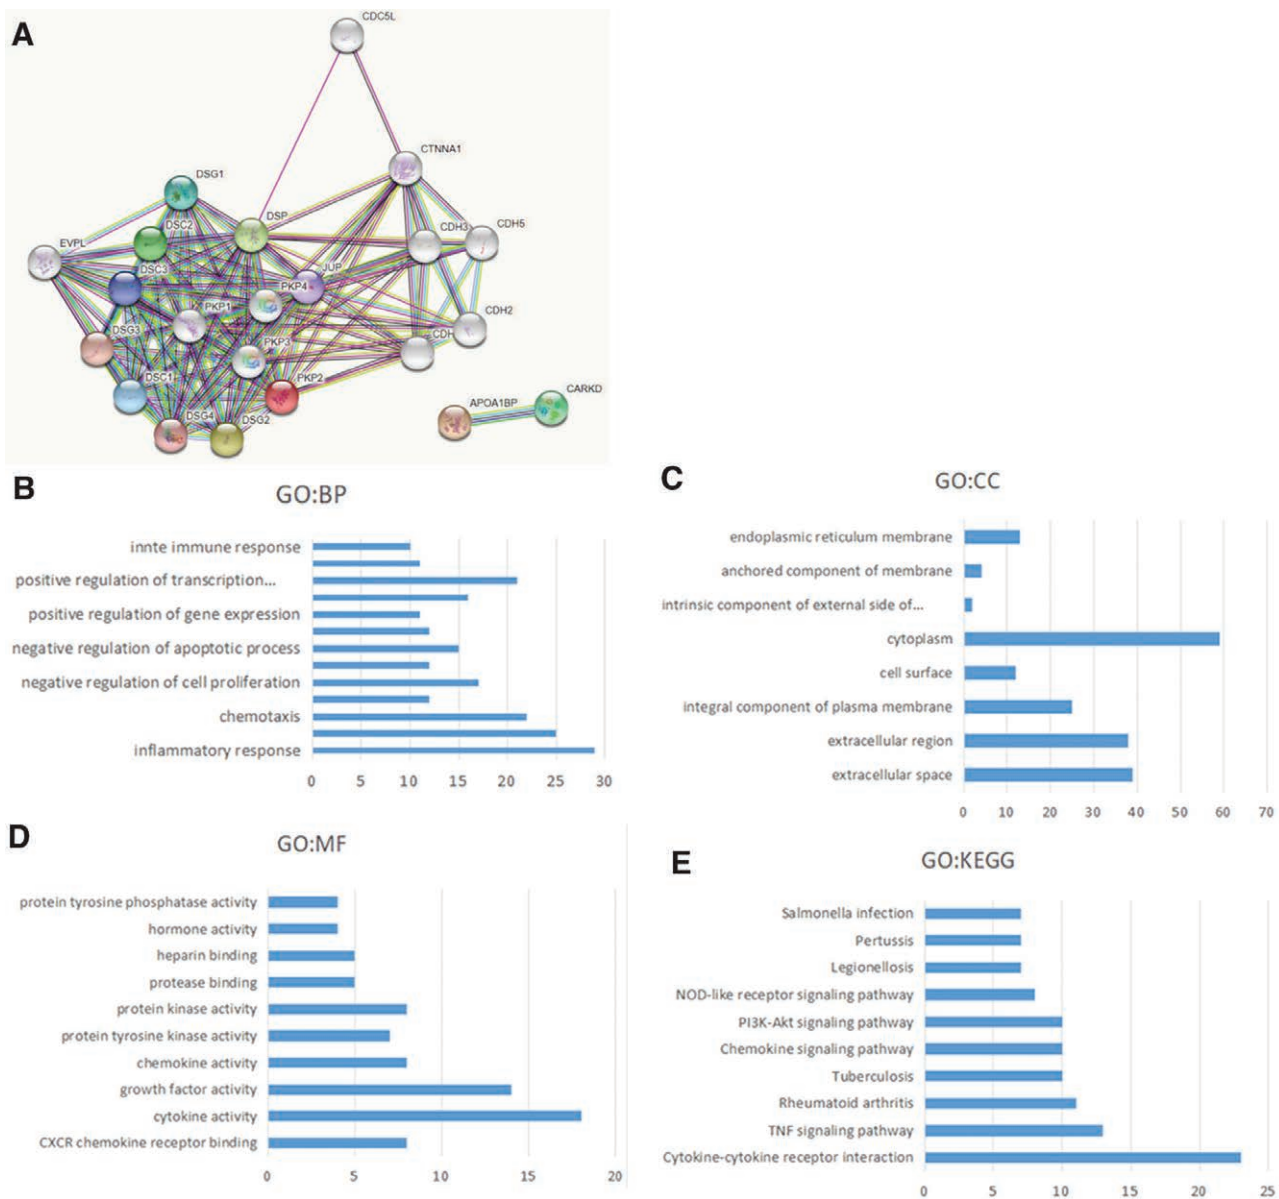 A
CDC5L
CTNNA1
DSG1
DSP
DSC2
CDH3
CDH5
EVPL
DSC3
JUP
PKP4
PKP1
CDH2
DSG3
PKP3
CDH
DSC1
PKP2
CARKD
APOA1BP
DSG4
DSG2
B
GO:BP
innte immune response
positive regulation of transcription...
positive regulation of gene expression
negative regulation of apoptotic process
negative regulation of cell proliferation
chemotaxis
inflammatory response
0 5 10 15 20 25 30
C
GO:CC
endoplasmic reticulum membrane
anchored component of membrane
intrinsic component of external side of...
cytoplasm
cell surface
integral component of plasma membrane
extracellular region
extracellular space
0 10 20 30 40 50 60 70
D
GO:MF
protein tyrosine phosphatase activity
hormone activity
heparin binding
protease binding
protein kinase activity
protein tyrosine kinase activity
chemokine activity
growth factor activity
cytokine activity
CXCR chemokine receptor binding
0 5 10 15 20
E
GO:KEGG
Salmonella infection
Pertussis
Legionellosis
NOD-like receptor signaling pathway
PI3K-Akt signaling pathway
Chemokine signaling pathway
Tuberculosis
Rheumatoid arthritis
TNF signaling pathway
Cytokine-cytokine receptor interaction
0 5 10 15 20 25